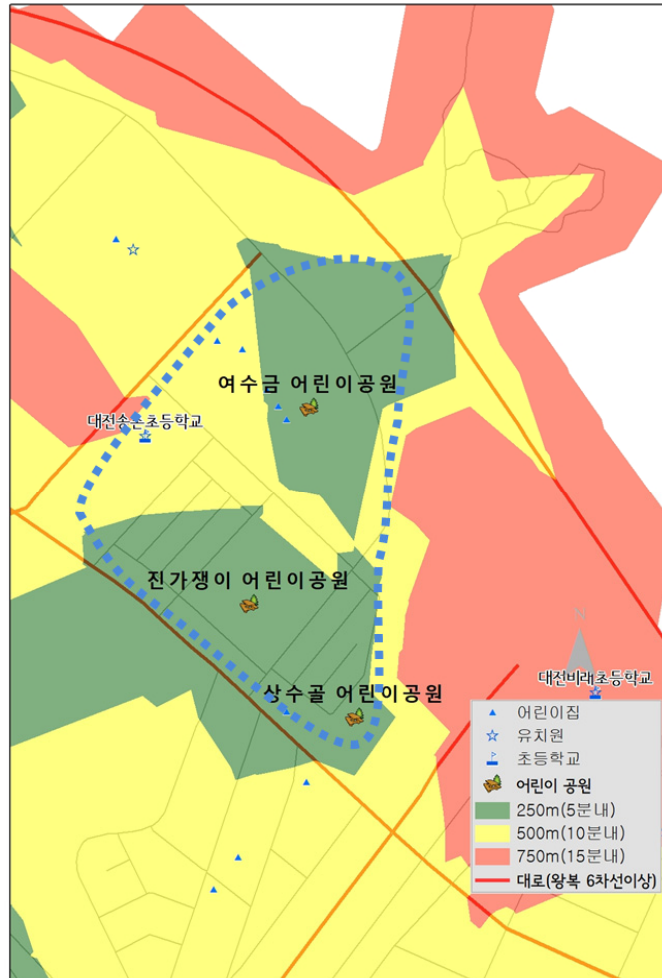 여수금 어린이공원
대전송촌초등학교
진가쟁이 어린이공원
상수골 어린이공원
N
대전비래초등학교
어린이집
유치원
초등학교
어린이 공원
250m(5분내)
500m(10분내)
750m(15분내)
대로(왕복 6차선이상)